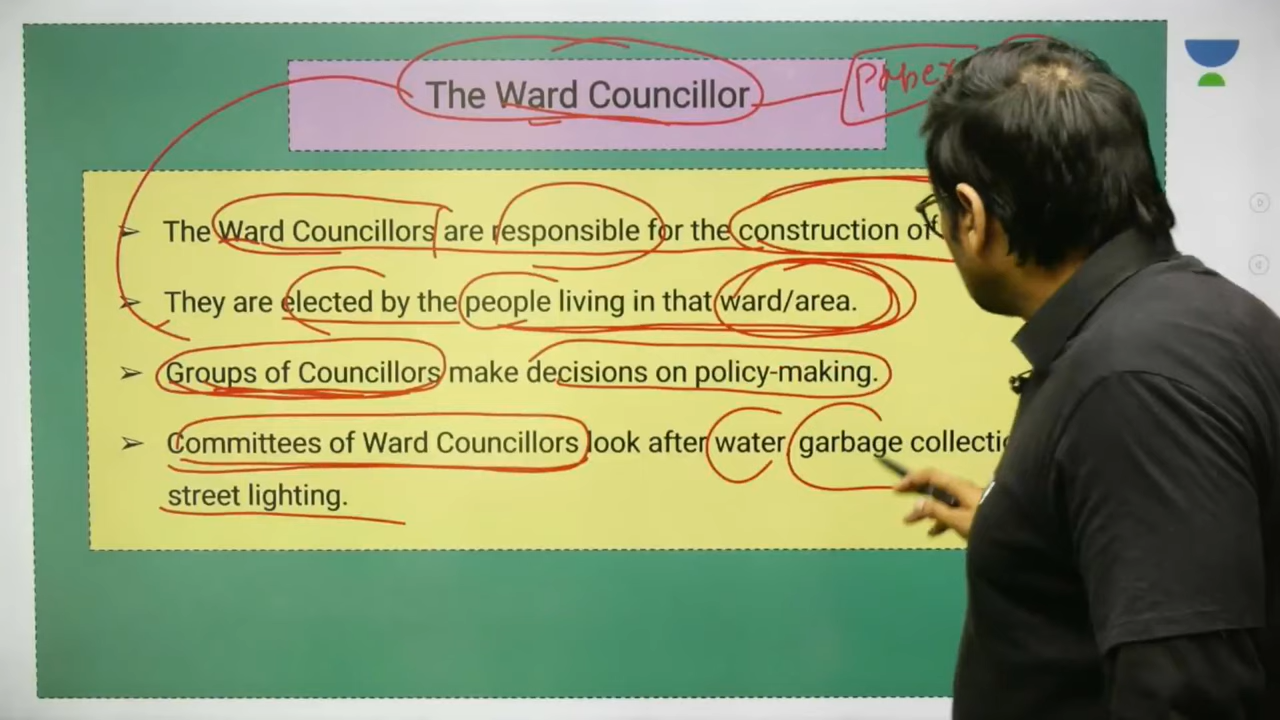 The Ward Councillor
➢ The Ward Councillors are responsible for the construction of
➢ They are elected by the people living in that ward/area.
➢ Groups of Councillors make decisions on policy-making.
➢ Committees of Ward Councillors look after water, garbage
street lighting.